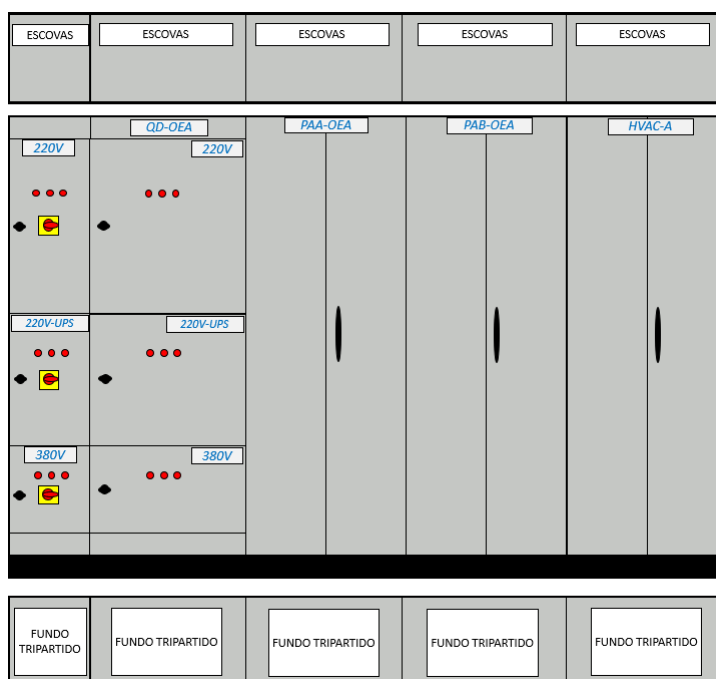 ESCOVAS
ESCOVAS
ESCOVAS
ESCOVAS
ESCOVAS
QD-OEA
PAA-OEA
PAB-OEA
HVAC-A
220V
220V
220V-UPS
220V-UPS
380V
380V
FUNDO
TRIPARTIDO
FUNDO TRIPARTIDO
FUNDO TRIPARTIDO
FUNDO TRIPARTIDO
FUNDO TRIPARTIDO